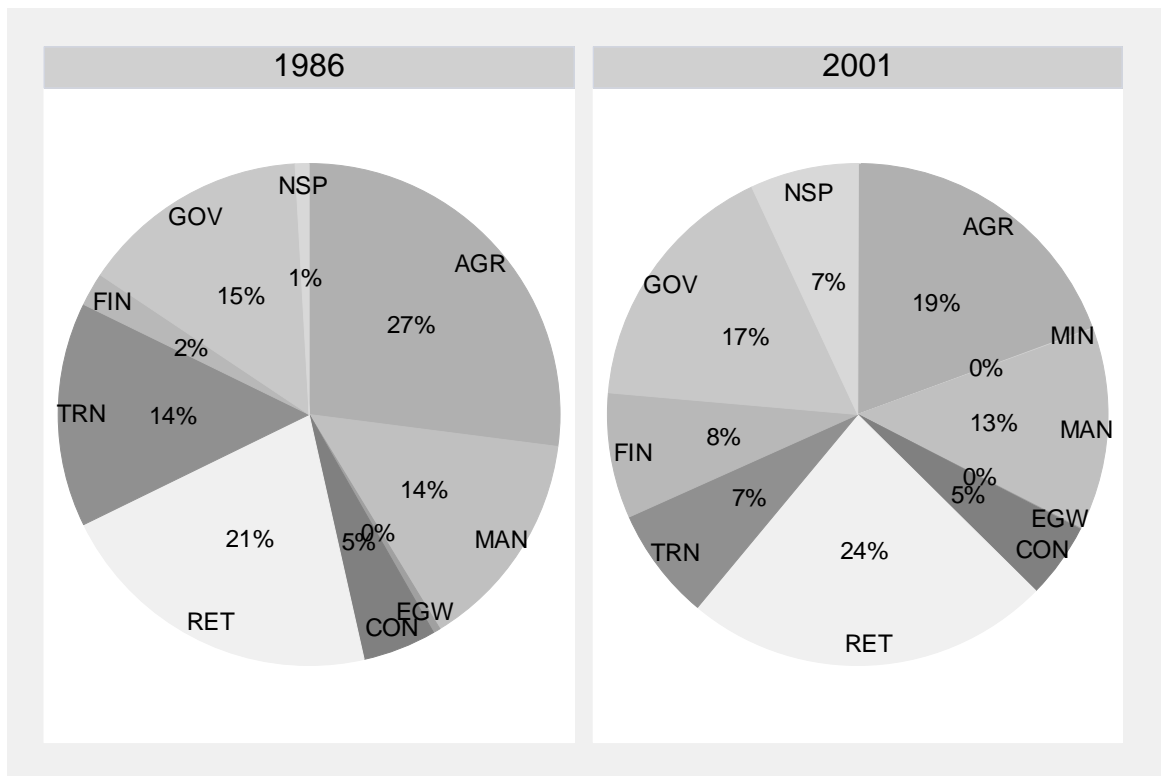 1986
NSP
GOV
AGR
1%
15%
FIN
27%
2%
TRN
14%
14%
0%
5%
21%
MAN
EGW
RET
CON
2001
NSP
AGR
GOV
7%
19%
MIN
17%
0%
13%
MAN
8%
FIN
0%
5%
7%
EGW
CON
TRN
24%
RET